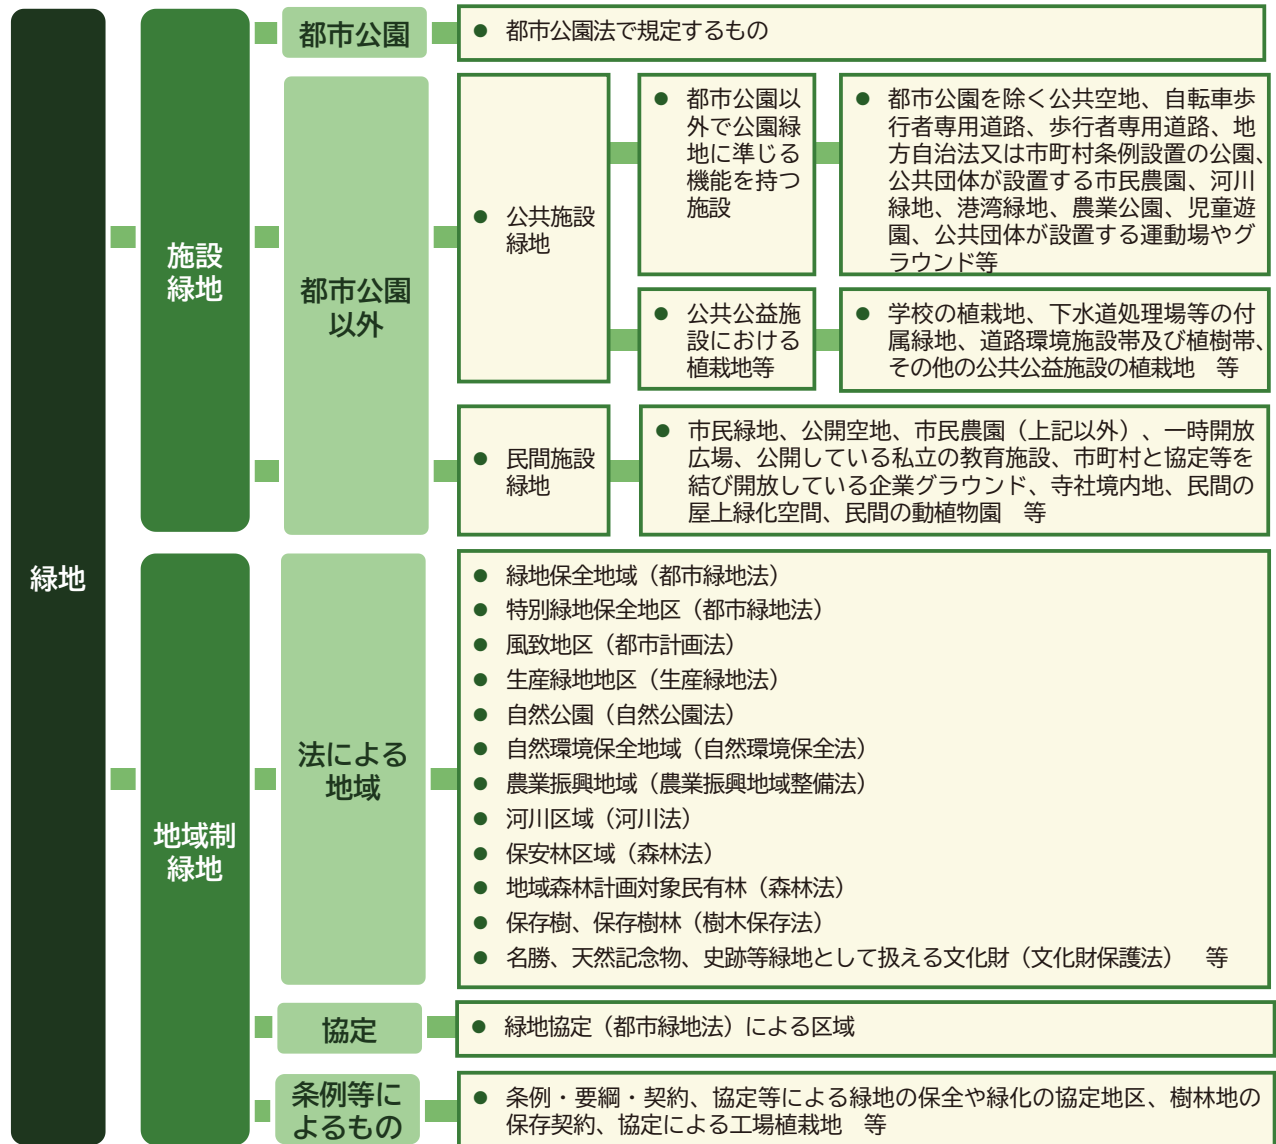 緑地
施設
緑地
都市公園
● 都市公園法で規定するもの
都市公園
以外
● 公共施設
緑地
● 都市公園以
外で公園緑
地に準じる
機能を持つ
施設
● 都市公園を除く公共空地、自転車歩
行者専用道路、歩行者専用道路、地
方自治法又は市町村条例設置の公園、
公共団体が設置する市民農園、河川
緑地、港湾緑地、農業公園、児童遊
園、公共団体が設置する運動場やグ
ラウンド等
● 公共公益施
設における
植栽地等
● 学校の植栽地、下水道処理場等の付
属緑地、道路環境施設帯及び植樹帯、
その他の公共公益施設の植栽地　等
● 民間施設
緑地
● 市民緑地、公開空地、市民農園（上記以外）、一時開放
広場、公開している私立の教育施設、市町村と協定等を
結び開放している企業グラウンド、寺社境内地、民間の
屋上緑化空間、民間の動植物園　等
地域制
緑地
法による
地域
● 緑地保全地域（都市緑地法）
● 特別緑地保全地区（都市緑地法）
● 風致地区（都市計画法）
● 生産緑地地区（生産緑地法）
● 自然公園（自然公園法）
● 自然環境保全地域（自然環境保全法）
● 農業振興地域（農業振興地域整備法）
● 河川区域（河川法）
● 保安林区域（森林法）
● 地域森林計画対象民有林（森林法）
● 保存樹、保存樹林（樹木保存法）
● 名勝、天然記念物、史跡等緑地として扱える文化財（文化財保護法）　等
協定
● 緑地協定（都市緑地法）による区域
条例等に
よるもの
● 条例・要綱・契約、協定等による緑地の保全や緑化の協定地区、樹林地の
保存契約、協定による工場植栽地　等